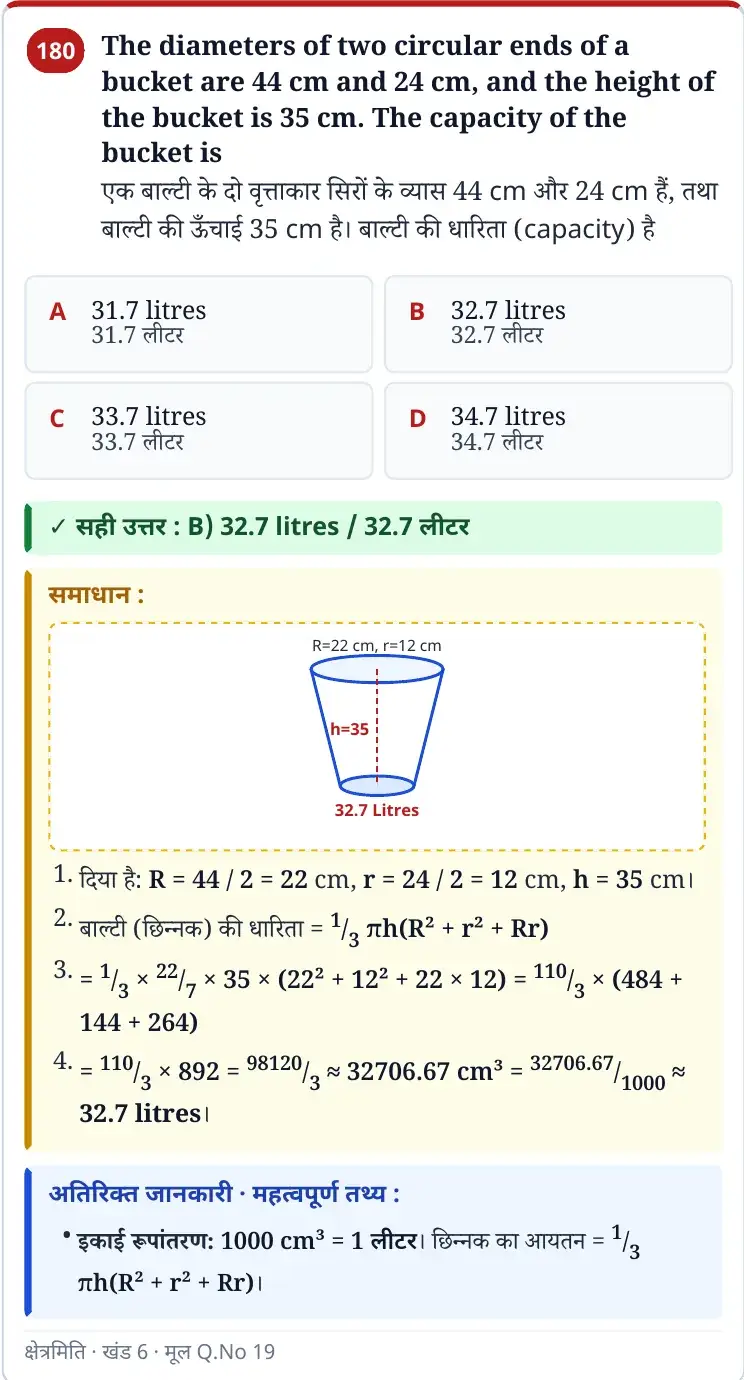 180
The diameters of two circular ends of a
bucket are 44 cm and 24 cm, and the height of
the bucket is 35 cm. The capacity of the
bucket is
एक बाल्टी के दो वृत्ताकार सिरों के व्यास 44 cm और 24 cm हैं, तथा
बाल्टी की ऊँचाई 35 cm है। बाल्टी की धारिता (capacity) है
A 31.7 litres
31.7 लीटर
B 32.7 litres
32.7 लीटर
C 33.7 litres
33.7 लीटर
D 34.7 litres
34.7 लीटर
✓ सही उत्तर : B) 32.7 litres / 32.7 लीटर
समाधान :
R=22 cm, r=12 cm
h=35
32.7 Litres
1. दिया है: R = 44 / 2 = 22 cm, r = 24 / 2 = 12 cm, h = 35 cm।
2. बाल्टी (छिन्नक) की धारिता = 1/3 πh(R² + r² + Rr)
3. = 1/3 × 22/7 × 35 × (22² + 12² + 22 × 12) = 110/3 × (484 +
144 + 264)
4. = 110/3 × 892 = 98120/3 ≈ 32706.67 cm³ = 32706.67/1000 ≈
32.7 litres।
अतिरिक्त जानकारी · महत्वपूर्ण तथ्य :
• इकाई रूपांतरण: 1000 cm³ = 1 लीटर। छिन्नक का आयतन = 1/3
πh(R² + r² + Rr)।
क्षेत्रमिति · खंड 6 · मूल Q.No 19